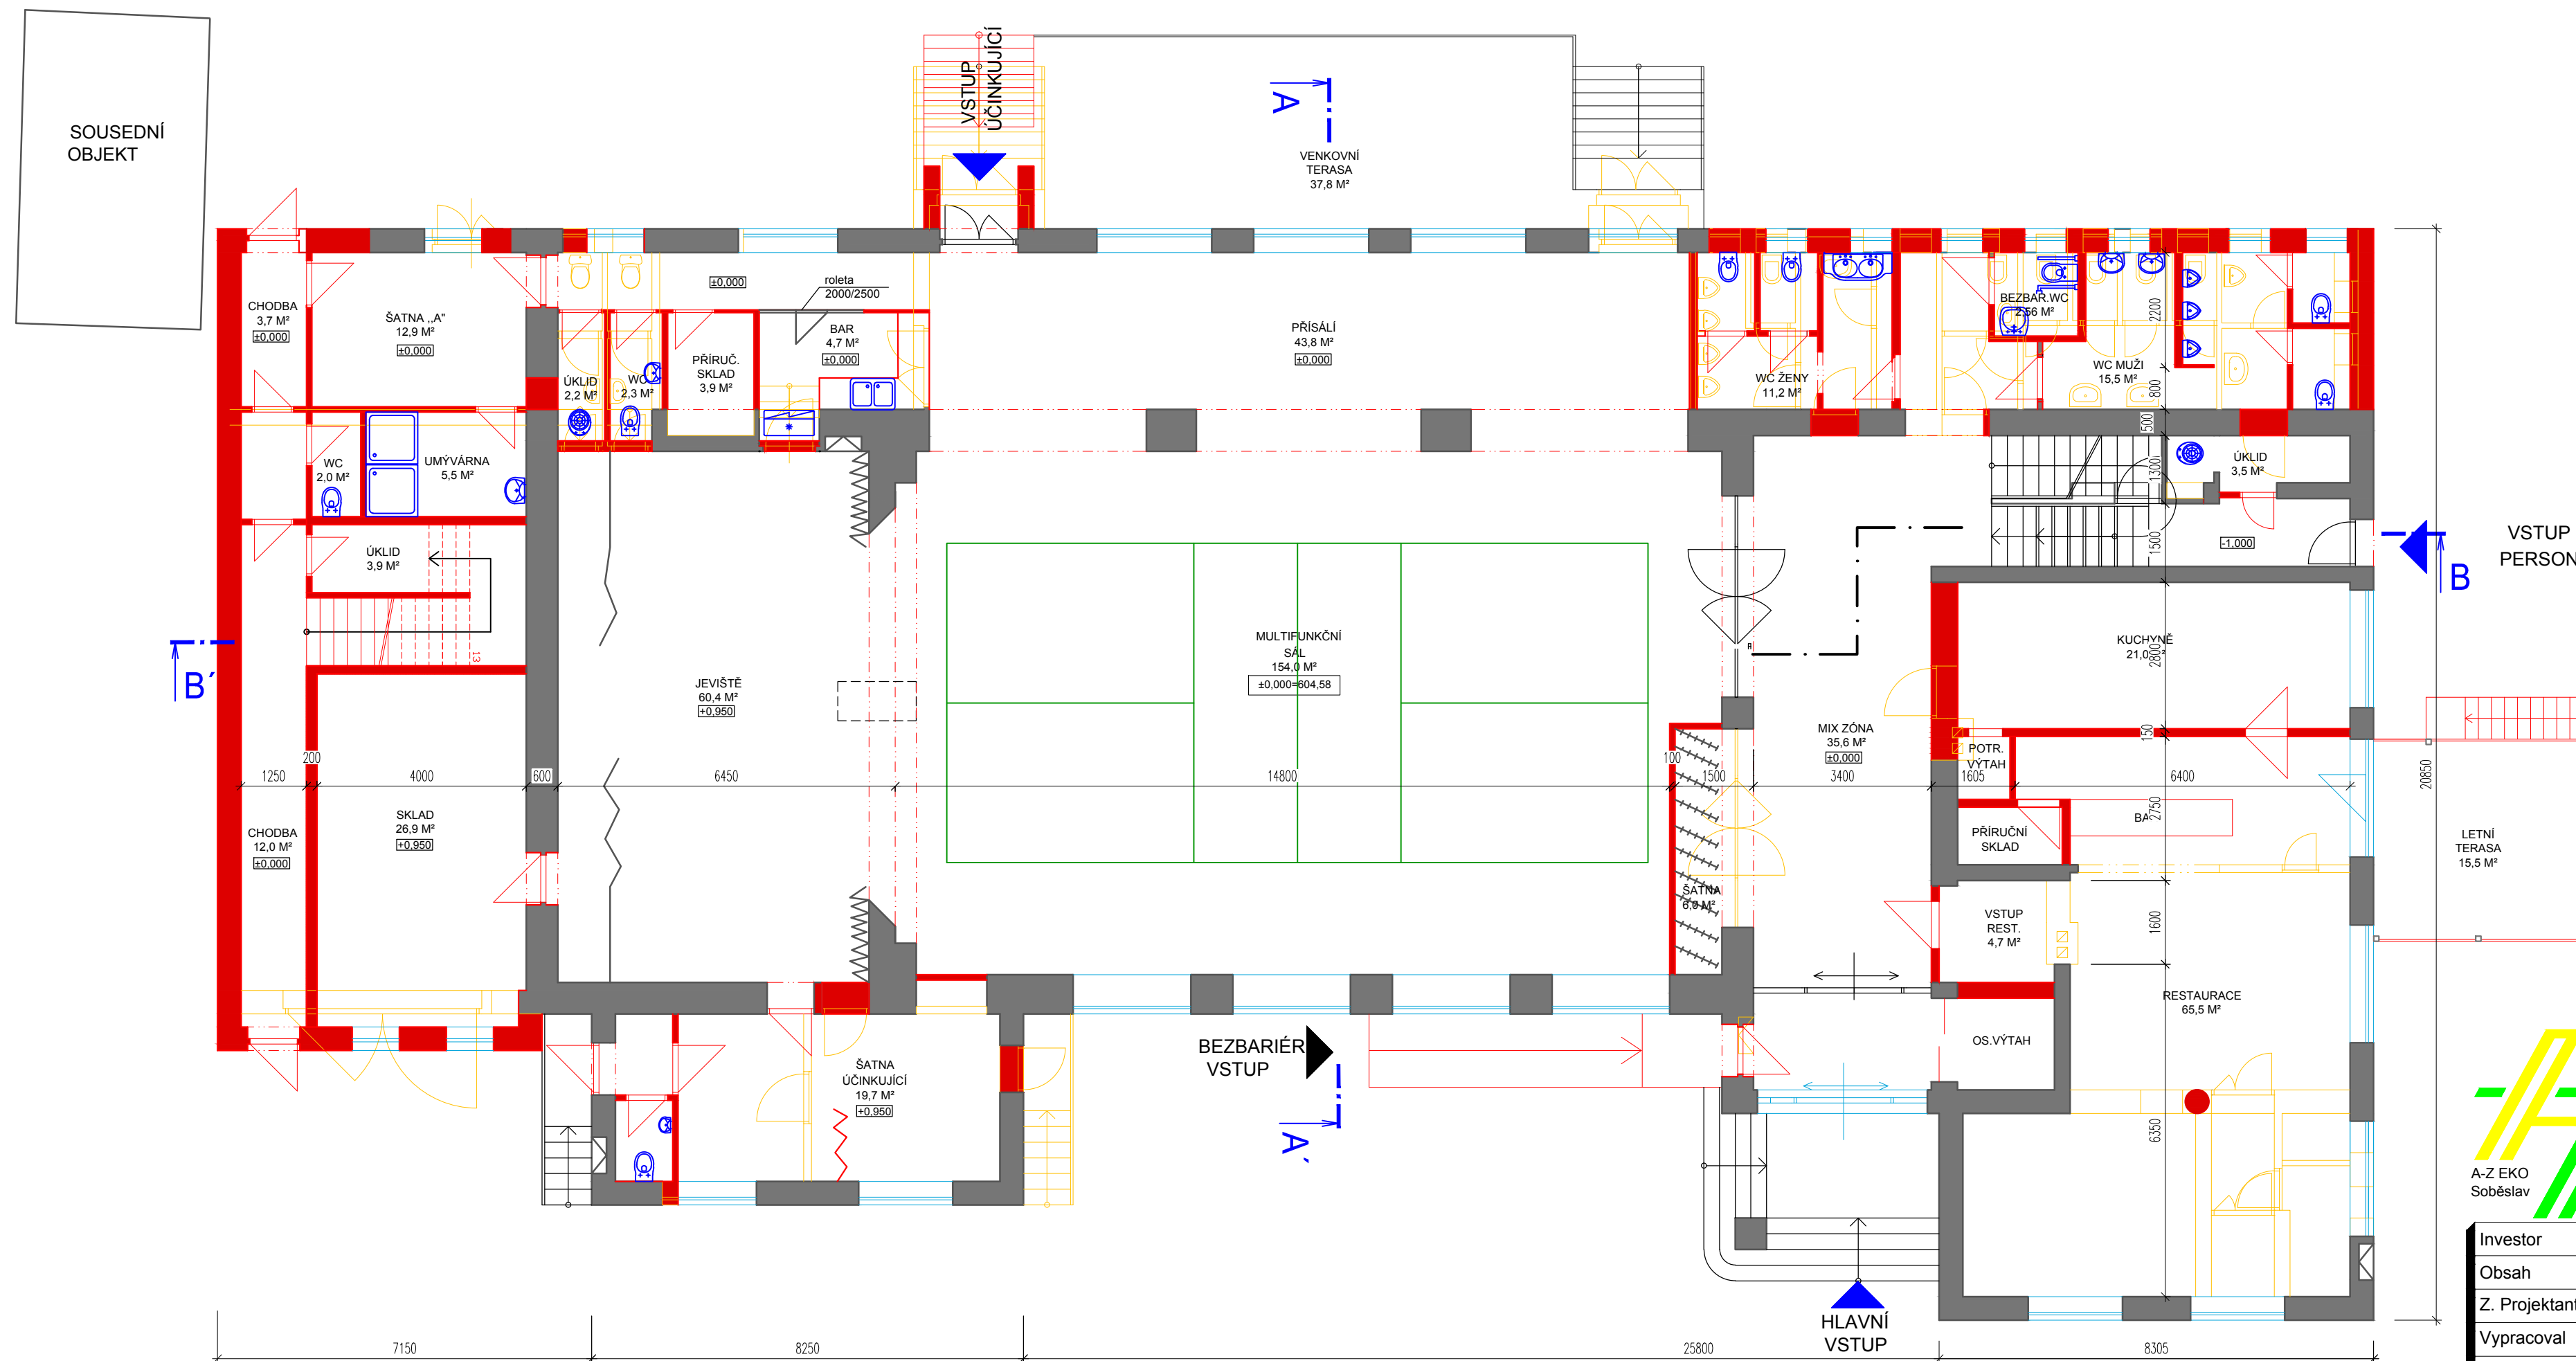 SOUSEDNÍ
OBJEKT
VSTUP
ÚČINKUJÍCÍ
A
VENKOVNÍ
TERASA
37,8 M²
CHODBA
3,7 M²
±0,000
ŠATNA ,,A"
12,9 M²
±0,000
±0,000
roleta
2000/2500
ÚKLID
2,2 M²
WC
2,3 M²
PŘÍRUČ.
SKLAD
3,9 M²
BAR
4,7 M²
±0,000
PŘÍSÁLÍ
43,8 M²
±0,000
WC ŽENY
11,2 M²
BEZBAR.WC
2,56 M²
WC MUŽI
15,5 M²
2200
800
500
1300
1500
WC
2,0 M²
UMÝVÁRNA
5,5 M²
ÚKLID
3,5 M²
-1,000
VSTUP
PERSON
B
ÚKLID
3,9 M²
13
B´
JEVIŠTĚ
60,4 M²
+0,950
MULTIFUNKČNÍ
SÁL
154,0 M²
±0,000=604,58
KUCHYNĚ
2800
150
MIX ZÓNA
35,6 M²
±0,000
POTR.
VÝTAH
1250
200
4000
600
6450
14800
100
1500
3400
1605
6400
20850
SKLAD
26,9 M²
+0,950
CHODBA
12,0 M²
±0,000
2750
PŘÍRUČNÍ
SKLAD
LETNÍ
TERASA
15,5 M²
ŠATNA
VSTUP
REST.
4,7 M²
1600
RESTAURACE
65,5 M²
OS.VÝTAH
BEZBARIÉR
VSTUP
ŠATNA
ÚČINKUJÍCÍ
19,7 M²
+0,950
A´
6350
A-Z EKO
Soběslav
Investor
Obsah
Z. Projektant
Vypracoval
HLAVNÍ
VSTUP
7150
8250
25800
8305